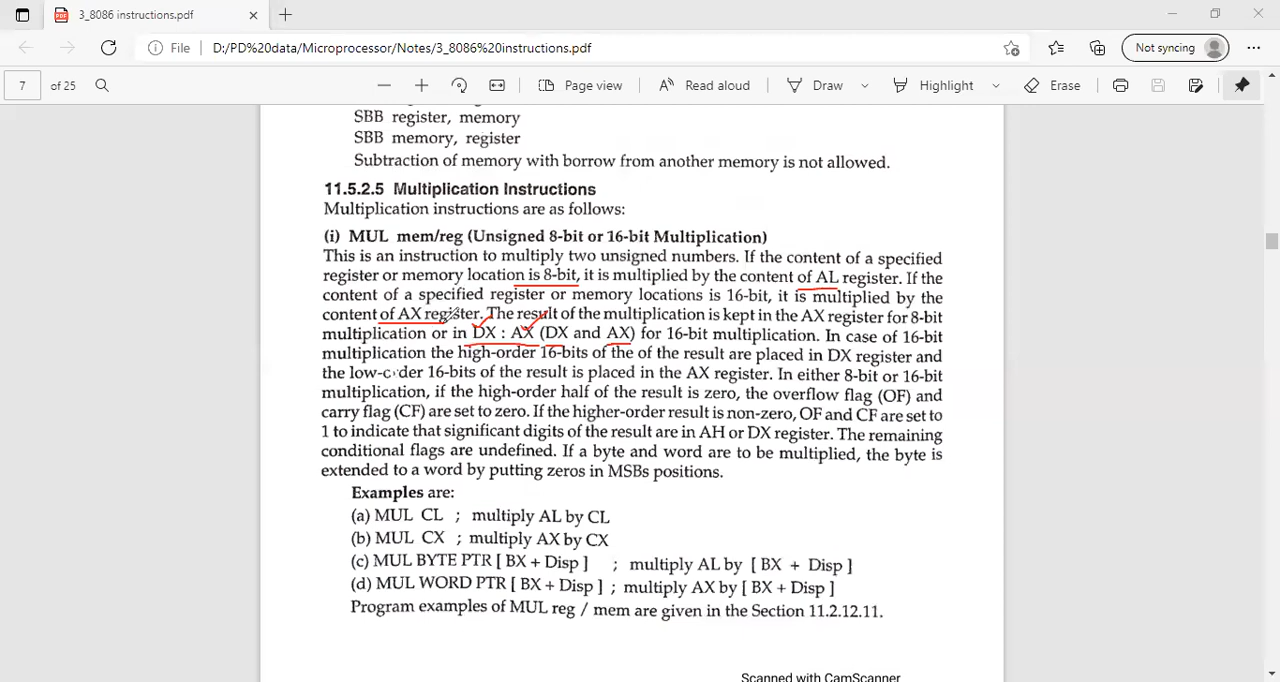 3_8086 instructions.pdf
File D:/PD%20data/Microprocessor/Notes/3_8086%20instructions.pdf Not syncing
7 of 25 Page view Read aloud Draw Highlight Erase
SBB register, memory
SBB memory, register
Subtraction of memory with borrow from another memory is not allowed.
11.5.2.5 Multiplication Instructions
Multiplication instructions are as follows:
(i) MUL mem/reg (Unsigned 8-bit or 16-bit Multiplication)
This is an instruction to multiply two unsigned numbers. If the content of a specified
register or memory location is 8-bit, it is multiplied by the content of AL register. If the
content of a specified register or memory locations is 16-bit, it is multiplied by the
content of AX register. The result of the multiplication is kept in the AX register for 8-bit
multiplication or in DX : AX (DX and AX) for 16-bit multiplication. In case of 16-bit
multiplication the high-order 16-bits of the of the result are placed in DX register and
the low-order 16-bits of the result is placed in the AX register. In either 8-bit or 16-bit
multiplication, if the high-order half of the result is zero, the overflow flag (OF) and
carry flag (CF) are set to zero. If the higher-order result is non-zero, OF and CF are set to
1 to indicate that significant digits of the result are in AH or DX register. The remaining
conditional flags are undefined. If a byte and word are to be multiplied, the byte is
extended to a word by putting zeros in MSBs positions.
Examples are:
(a) MUL CL ; multiply AL by CL
(b) MUL CX ; multiply AX by CX
(c) MUL BYTE PTR [ BX + Disp ] ; multiply AL by [ BX + Disp ]
(d) MUL WORD PTR [ BX + Disp ] ; multiply AX by [ BX + Disp ]
Program examples of MUL reg / mem are given in the Section 11.2.12.11.
Scanned with CamScanner